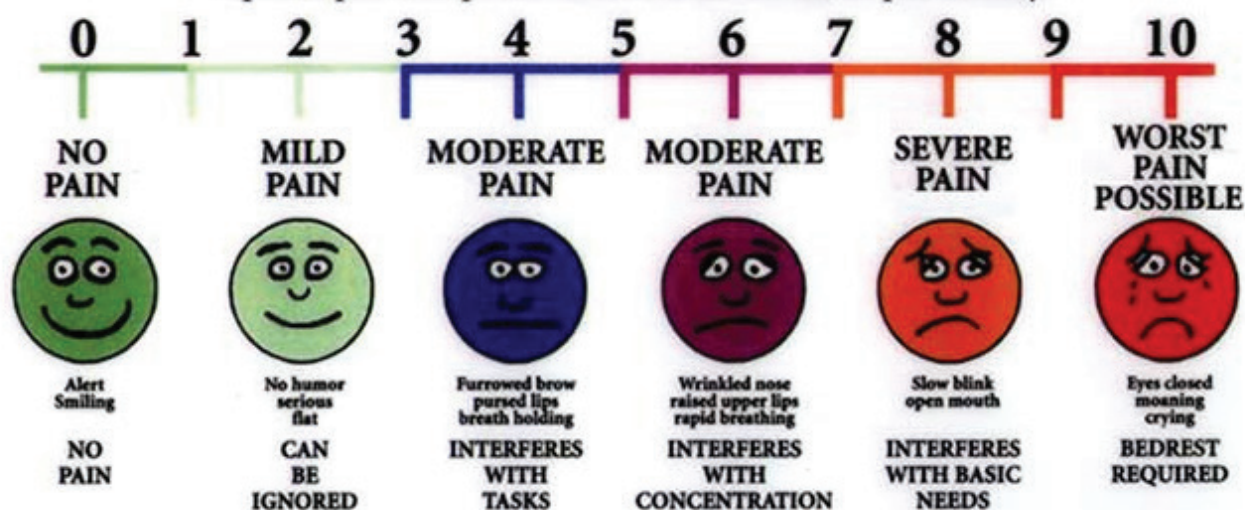 0 1 2 3 4 5 6 7 8 9 10
NO
PAIN
MILD
PAIN
MODERATE
PAIN
MODERATE
PAIN
SEVERE
PAIN
WORST
PAIN
POSSIBLE
Alert
Smiling
No humor
serious
flat
Furrowed brow
pursed lips
breath holding
Wrinkled nose
raised upper lips
rapid breathing
Slow blink
open mouth
Eyes closed
moaning
crying
NO
PAIN
CAN
BE
IGNORED
INTERFERES
WITH
TASKS
INTERFERES
WITH
CONCENTRATION
INTERFERES
WITH BASIC
NEEDS
BEDREST
REQUIRED